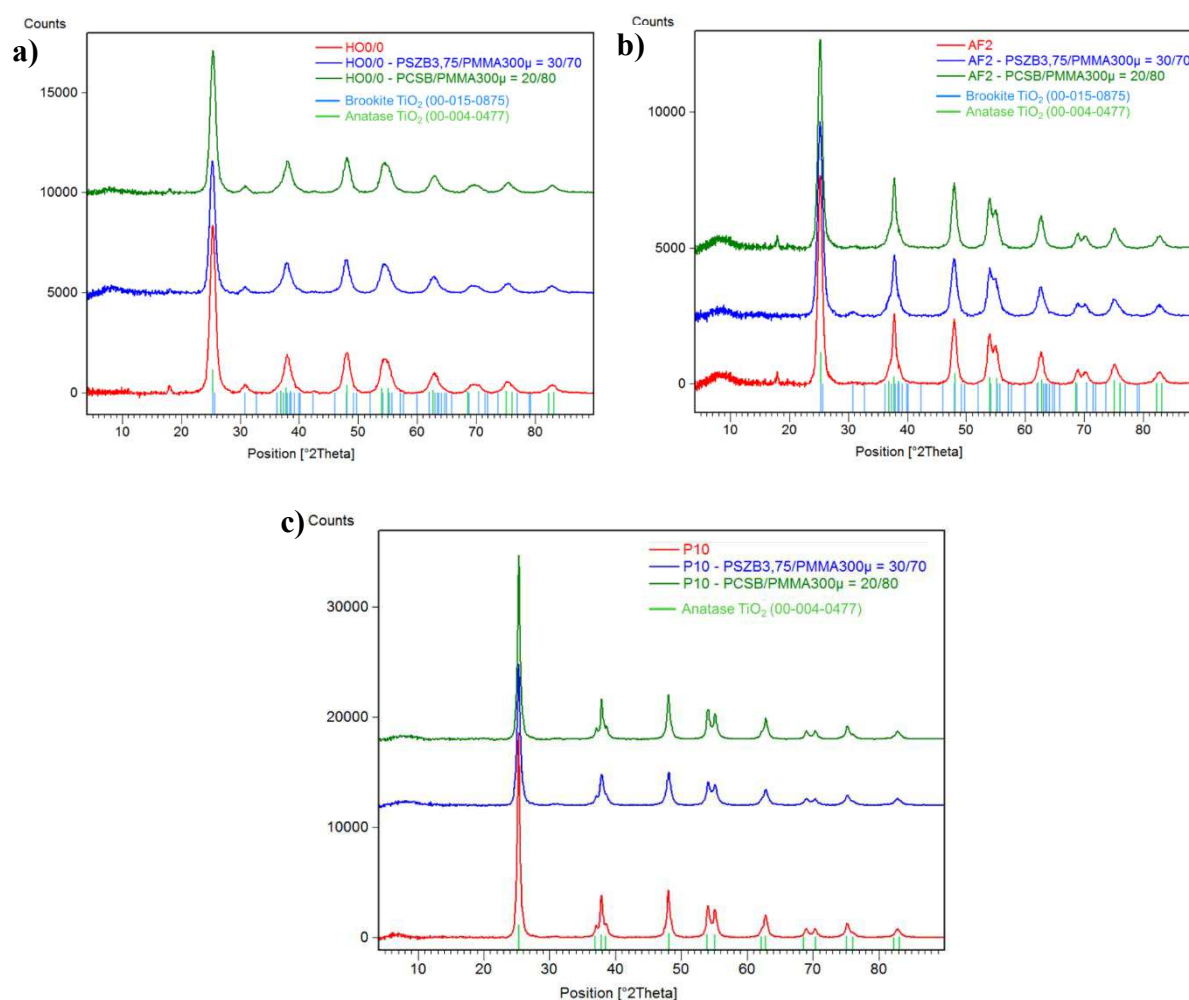 a)
Counts
HO0/0
HO0/0 - PSZB3,75/PMMA300µ = 30/70
HO0/0 - PCSB/PMMA300µ = 20/80
Brookite TiO₂ (00-015-0875)
Anatase TiO₂ (00-004-0477)
15000
10000
5000
0
10 20 30 40 50 60 70 80
Position [°2Theta]
b)
Counts
AF2
AF2 - PSZB3,75/PMMA300µ = 30/70
AF2 - PCSB/PMMA300µ = 20/80
Brookite TiO₂ (00-015-0875)
Anatase TiO₂ (00-004-0477)
10000
5000
0
10 20 30 40 50 60 70 80
Position [°2Theta]
c)
Counts
P10
P10 - PSZB3,75/PMMA300µ = 30/70
P10 - PCSB/PMMA300µ = 20/80
Anatase TiO₂ (00-004-0477)
30000
20000
10000
0
10 20 30 40 50 60 70 80
Position [°2Theta]